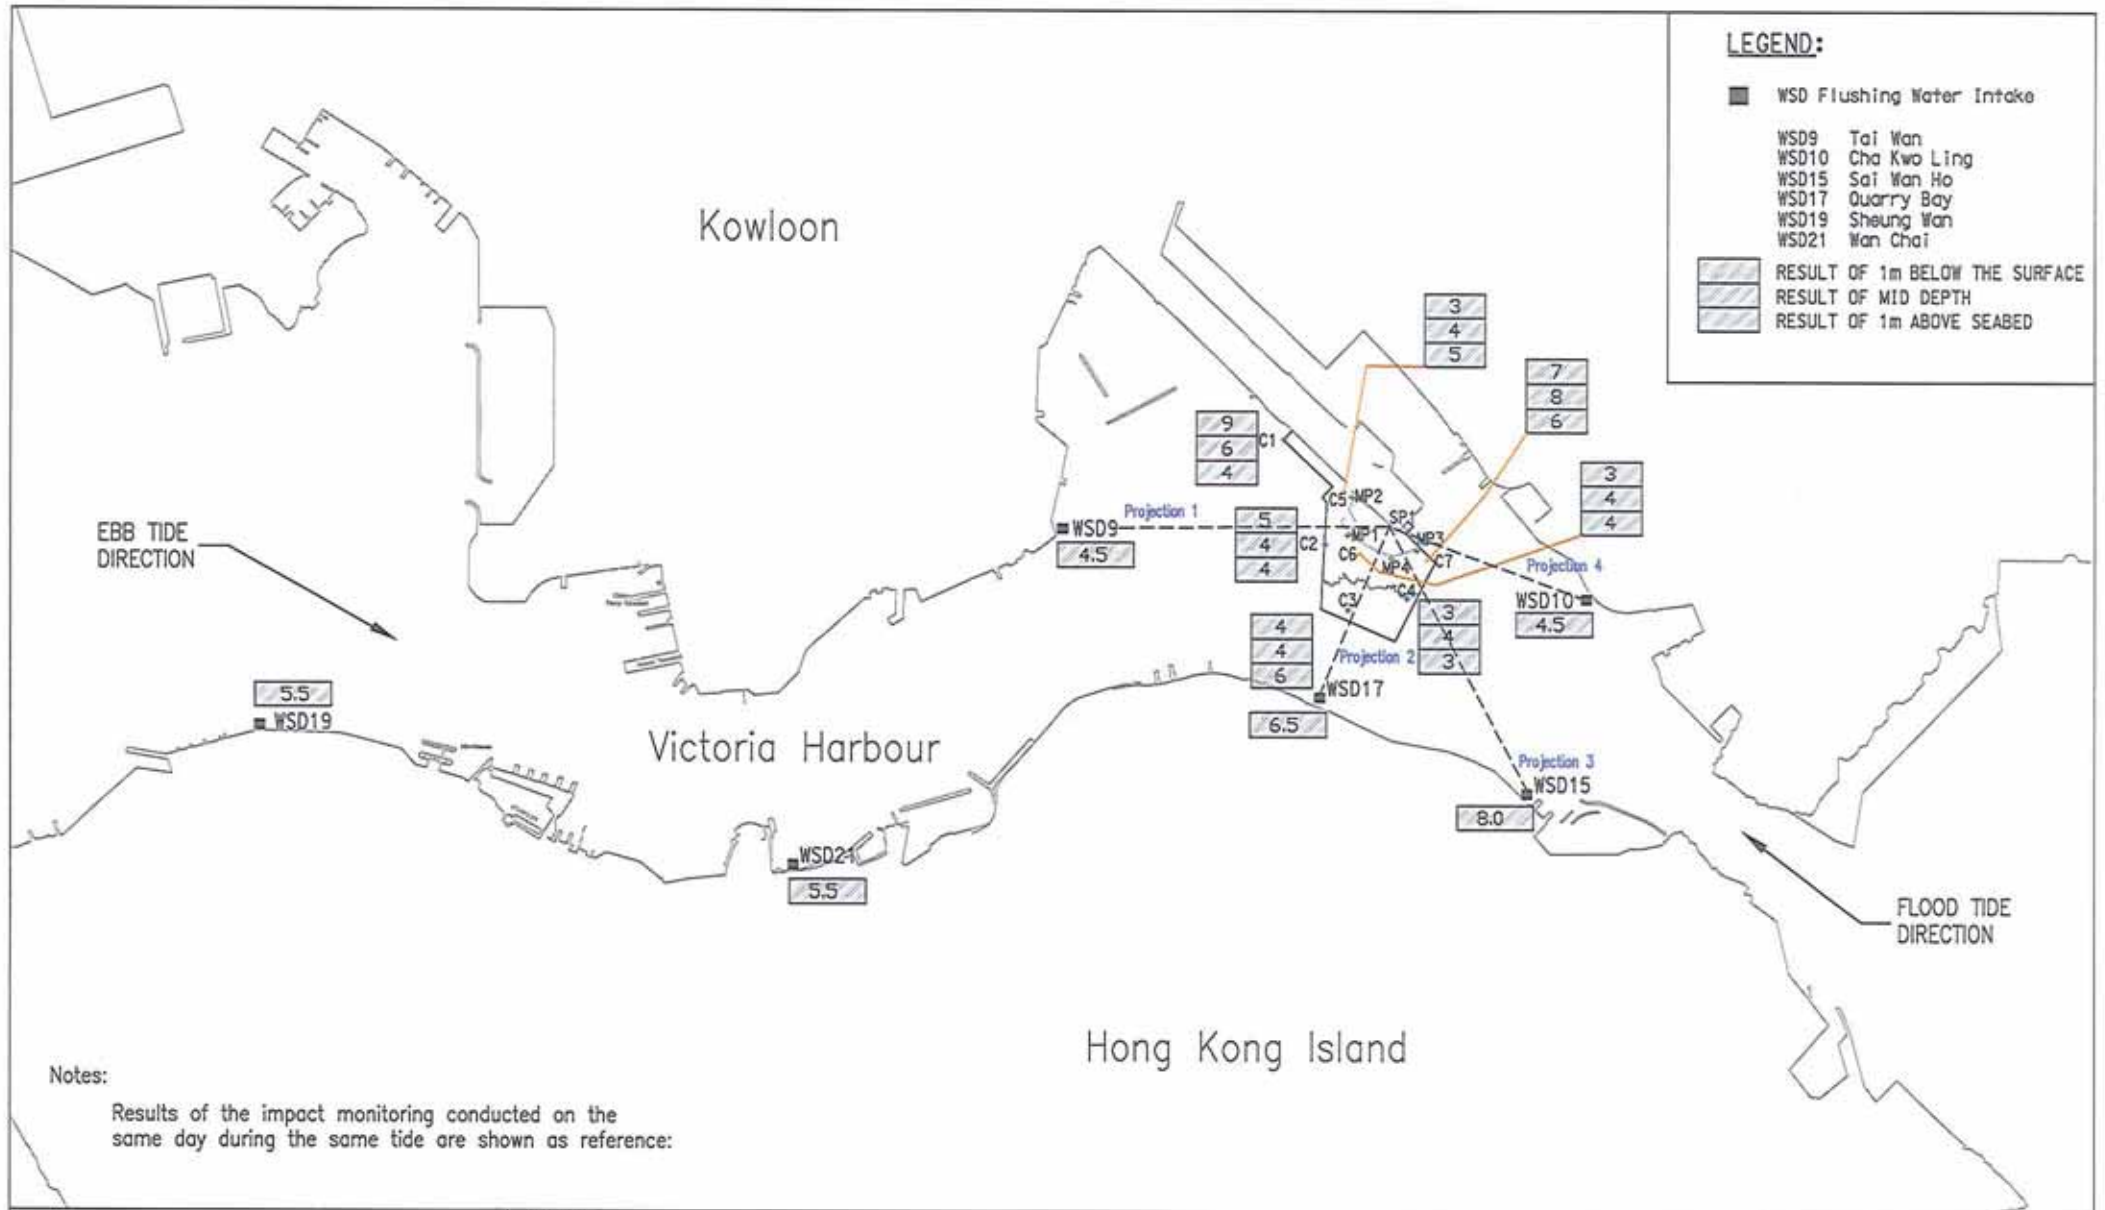 LEGEND:
WSD Flushing Water Intake
WSD9 Tai Wan
WSD10 Cha Kwo Ling
WSD15 Sai Wan Ho
WSD17 Quarry Bay
WSD19 Sheung Wan
WSD21 Wan Chai
RESULT OF 1m BELOW THE SURFACE
RESULT OF MID DEPTH
RESULT OF 1m ABOVE SEABED
Kowloon
3
4
5
7
8
6
9
6
4
C1
3
4
4
C5
MP2
SP1
Projection 1
WSD9
4.5
5
4
4
C2
MP1
MP3
C6
C7
MP4
Projection 4
C4
C3
WSD10
4.5
EBB TIDE
DIRECTION
4
4
6
3
4
3
Projection 2
WSD17
6.5
5.5
WSD19
Victoria Harbour
Projection 3
WSD15
8.0
WSD21
5.5
FLOOD TIDE
DIRECTION
Hong Kong Island
Notes:
Results of the impact monitoring conducted on the
same day during the same tide are shown as reference: